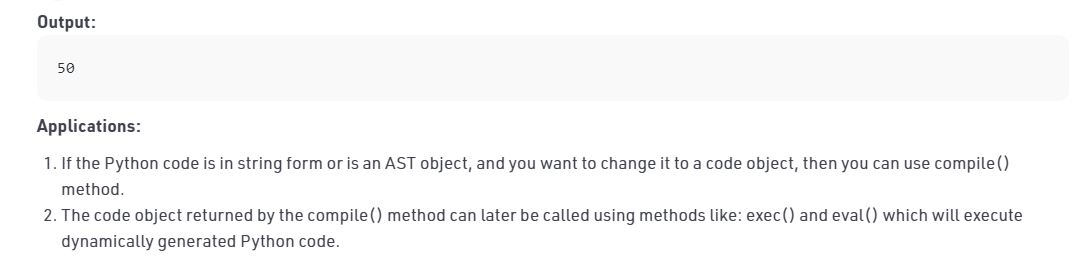 Output:
50
Applications:
1. If the Python code is in string form or is an AST object, and you want to change it to a code object, then you can use compile()
method.
2. The code object returned by the compile() method can later be called using methods like: exec() and eval() which will execute
dynamically generated Python code.